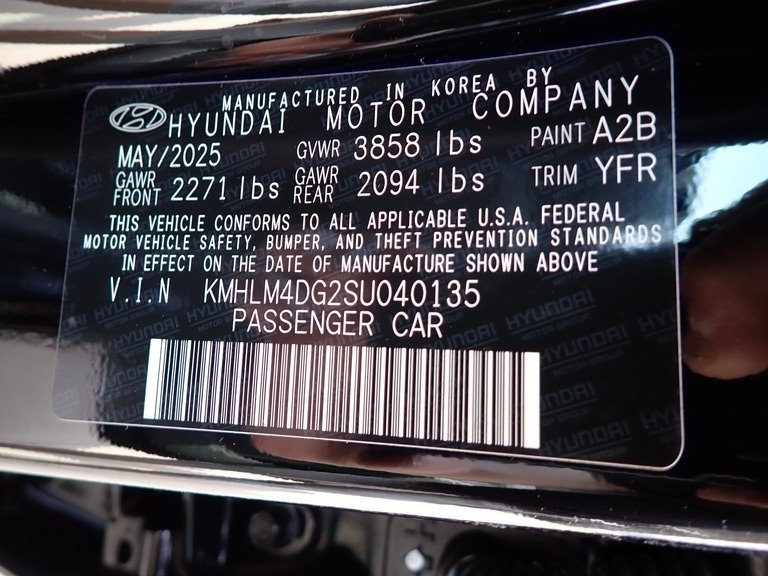 MANUFACTURED IN KOREA BY
HYUNDAI MOTOR COMPANY
MAY/2025 GVWR 3858 lbs PAINT A2B
GAWR FRONT 2271 lbs GAWR REAR 2094 lbs TRIM YFR
THIS VEHICLE CONFORMS TO ALL APPLICABLE U.S.A. FEDERAL
MOTOR VEHICLE SAFETY, BUMPER, AND THEFT PREVENTION STANDARDS
IN EFFECT ON THE DATE OF MANUFACTURE SHOWN ABOVE
V.I.N KMHLM4DG2SU040135
PASSENGER CAR